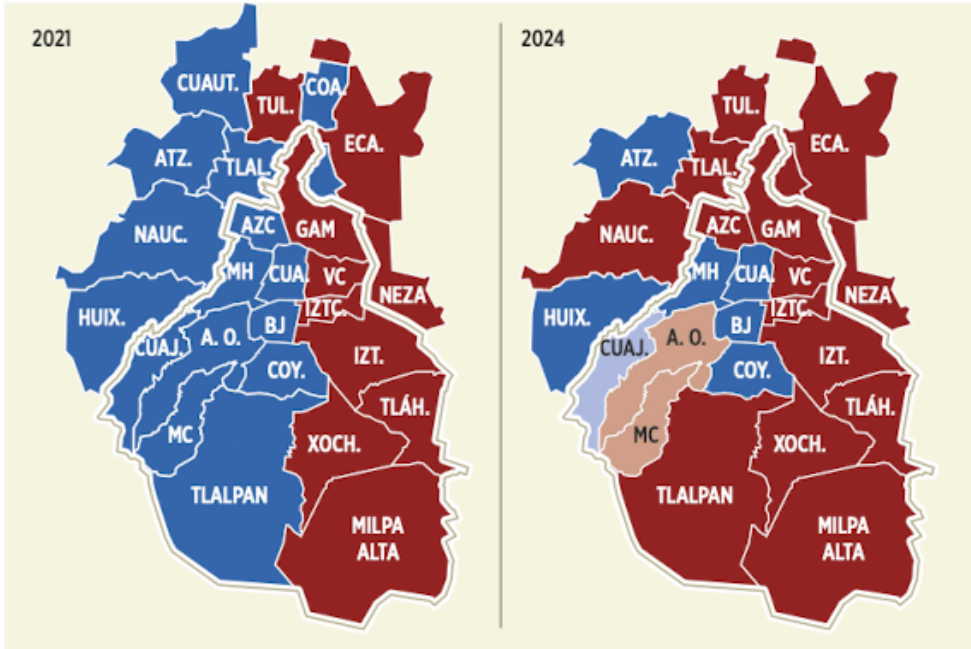 2021
CUAUT.
TUL.
COA.
ECA.
ATZ.
TLAL.
NAUC.
AZC
GAM
MH
CUA.
VC
NEZA
HUIX.
IZTC.
CUAJ.
A. O.
BJ
COY.
IZT.
TLÁH.
MC
XOCH.
TLALPAN
MILPA
ALTA
2024
TUL.
ECA.
ATZ.
TLAL.
NAUC.
AZC
GAM
MH
CUA.
VC
NEZA
HUIX.
IZTC.
CUAJ.
A. O.
BJ
COY.
IZT.
TLÁH.
MC
XOCH.
TLALPAN
MILPA
ALTA